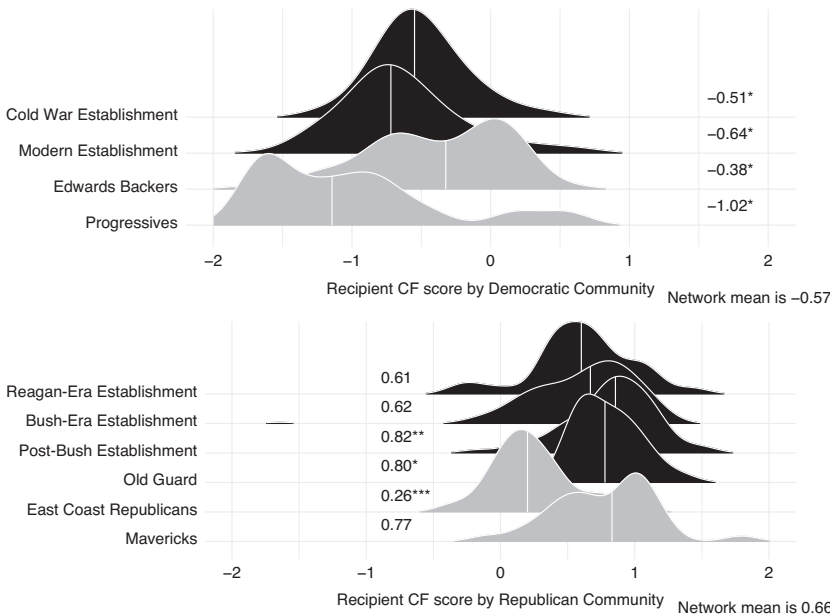 Cold War Establishment −0.51*
Modern Establishment −0.64*
Edwards Backers −0.38*
Progressives −1.02*
−2 −1 0 1 2
Recipient CF score by Democratic Community
Network mean is −0.57
Reagan-Era Establishment 0.61
Bush-Era Establishment 0.62
Post-Bush Establishment 0.82**
Old Guard 0.80*
East Coast Republicans 0.26***
Mavericks 0.77
−2 −1 0 1 2
Recipient CF score by Republican Community
Network mean is 0.66